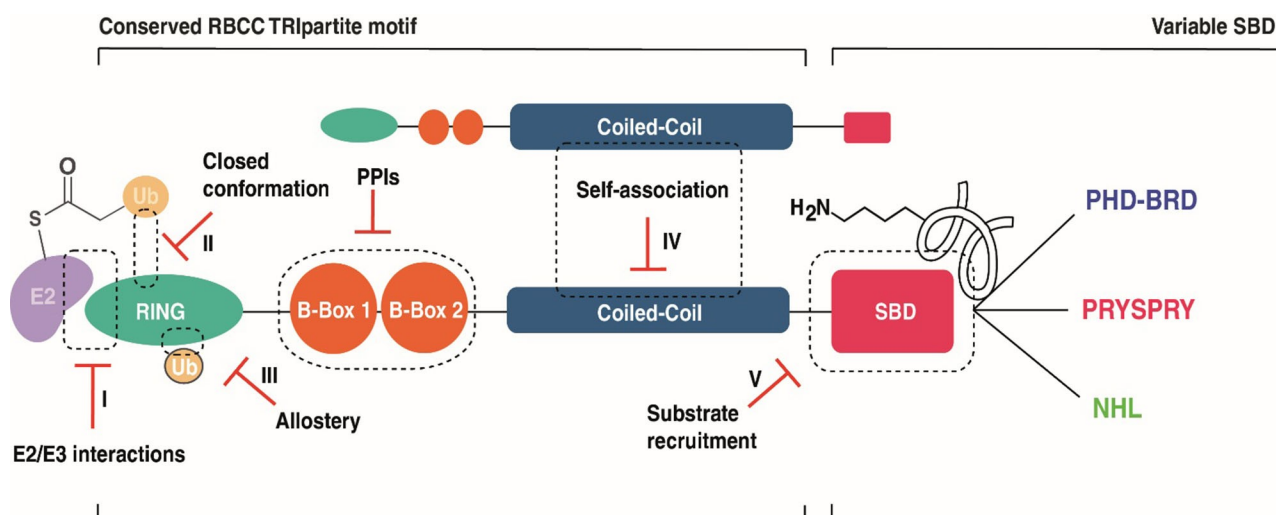 Conserved RBCC TRIpartite motif
Variable SBD
Coiled-Coil
O
Ub
S
E2
Closed
conformation
II
PPIs
Self-association
IV
H₂N
PHD-BRD
RING
B-Box 1
B-Box 2
Coiled-Coil
SBD
PRYSPRY
Ub
I
III
Allostery
V
Substrate
recruitment
NHL
E2/E3 interactions